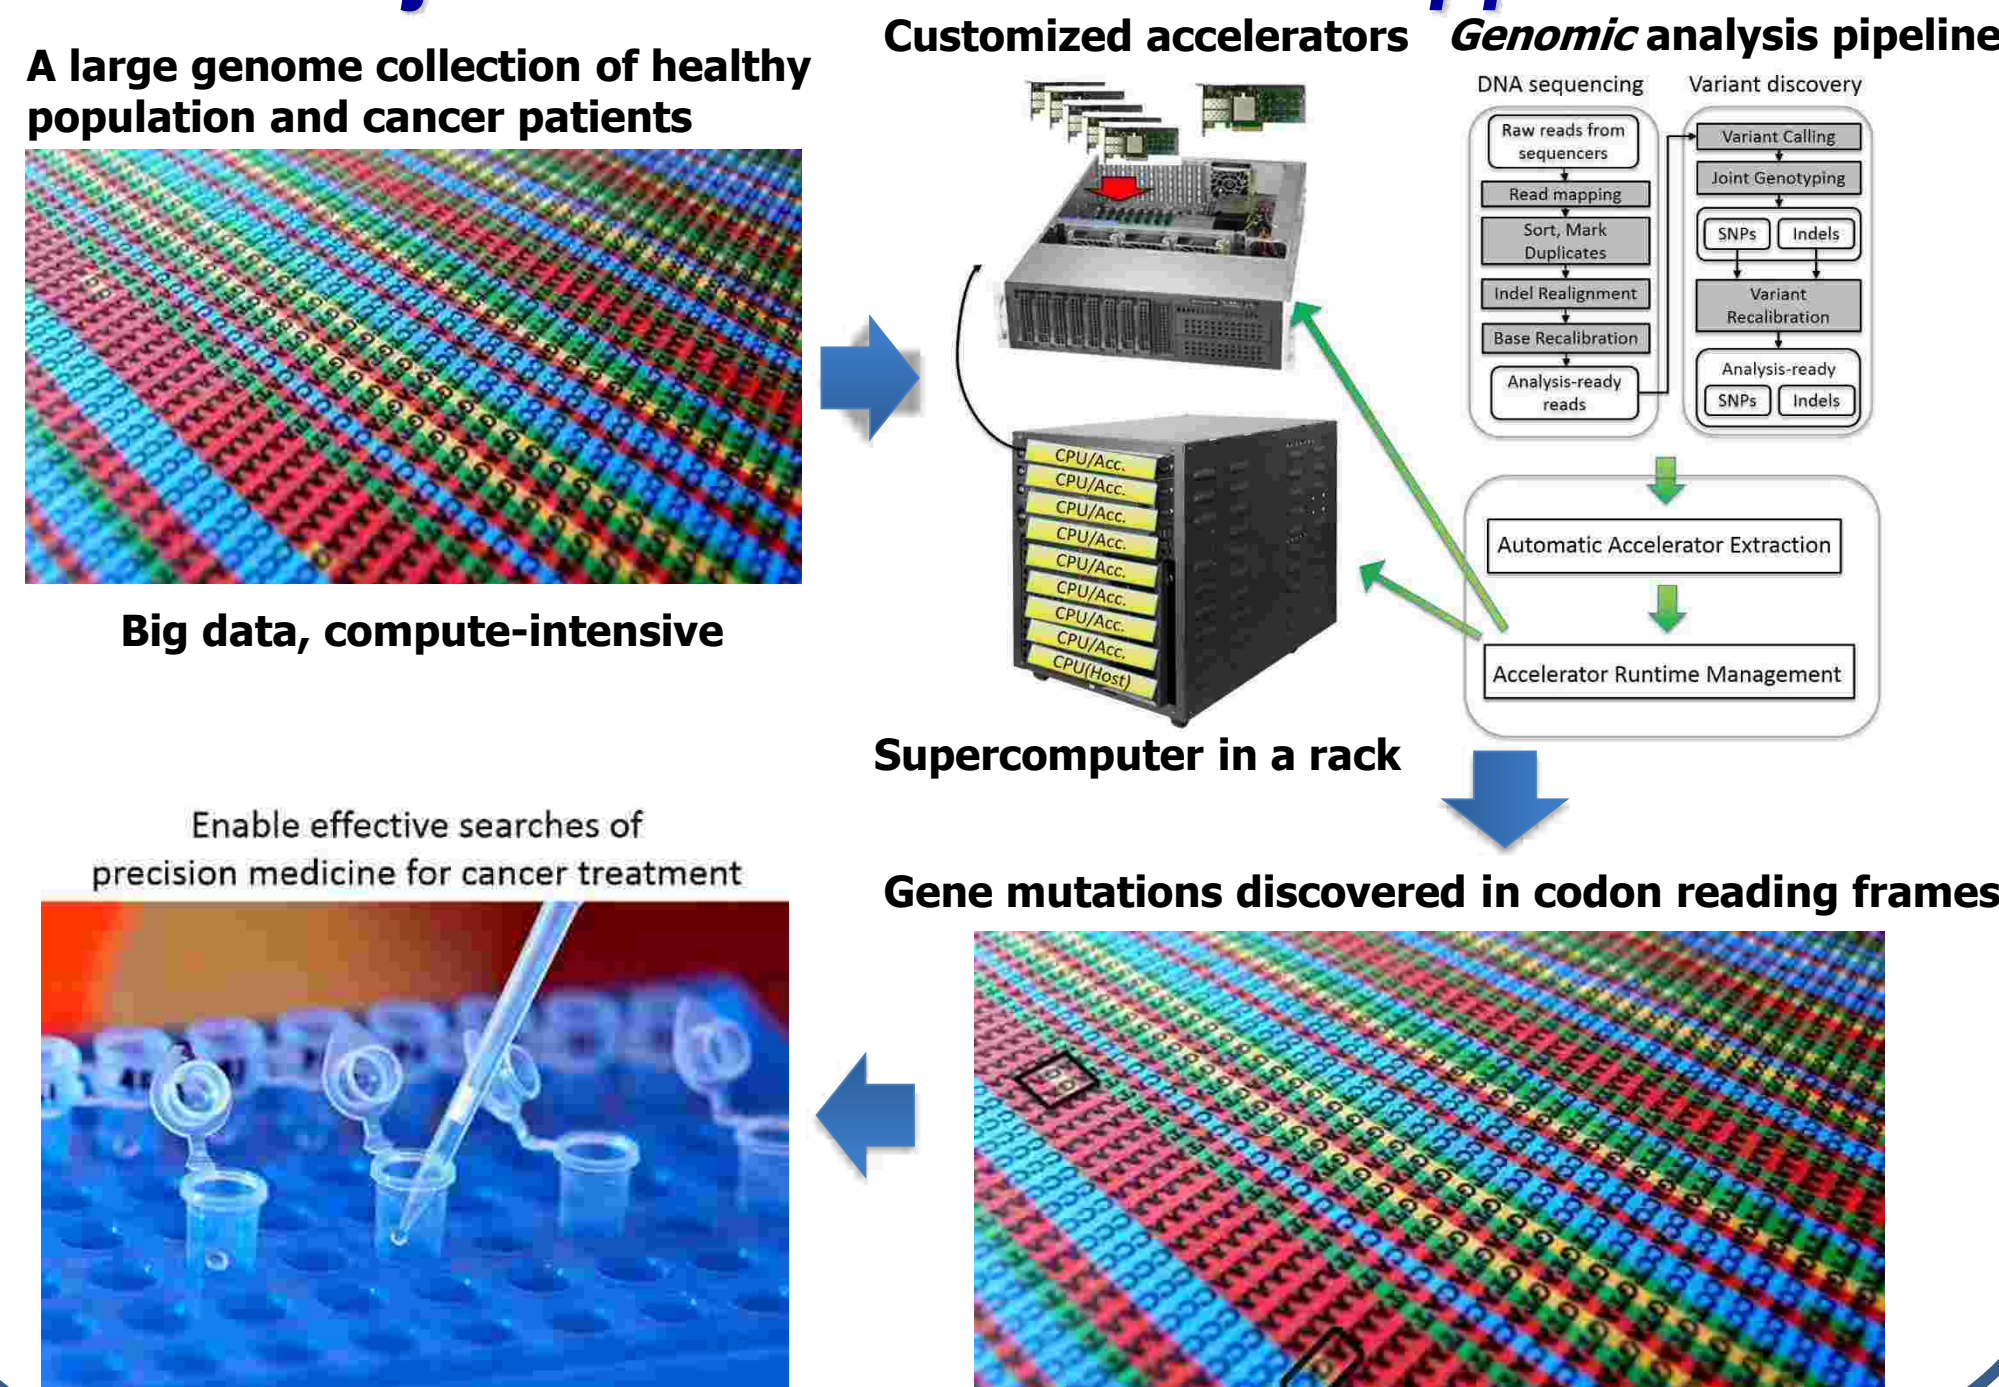 A large genome collection of healthy
population and cancer patients
Big data, compute-intensive
Customized accelerators
CPU/Acc.
CPU/Acc.
CPU/Acc.
CPU/Acc.
CPU/Acc.
CPU/Acc.
CPU/Acc.
CPU/Acc.
CPU(Host)
Supercomputer in a rack
Genomic analysis pipeline
DNA sequencing
Raw reads from
sequencers
Read mapping
Sort, Mark
Duplicates
Indel Realignment
Base Recalibration
Analysis-ready
reads
Variant discovery
Variant Calling
Joint Genotyping
SNPs Indels
Variant
Recalibration
Analysis-ready
SNPs Indels
Automatic Accelerator Extraction
Accelerator Runtime Management
Gene mutations discovered in codon reading frames
Enable effective searches of
precision medicine for cancer treatment